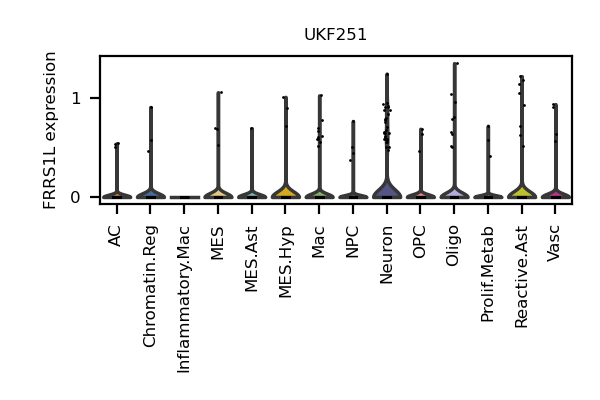 UKF251
FRRS1L expression
1
0
AC
Chromatin.Reg
Inflammatory.Mac
MES
MES.Ast
MES.Hyp
Mac
NPC
Neuron
OPC
Oligo
Prolif.Metab
Reactive.Ast
Vasc